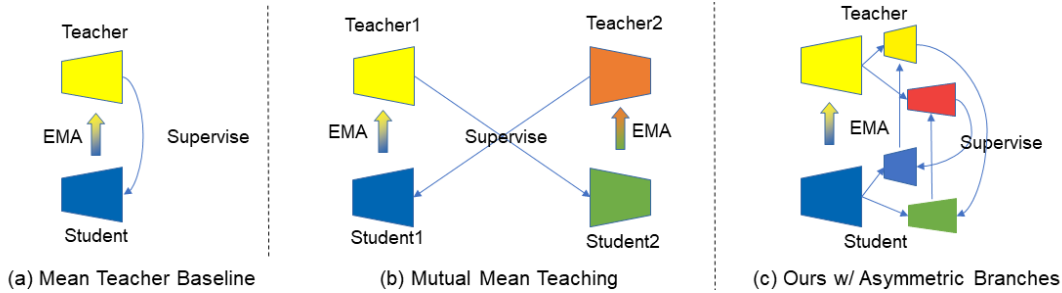 Teacher
EMA
Supervise
Student
(a) Mean Teacher Baseline
Teacher1
Teacher2
EMA
Supervise
EMA
Student1
Student2
(b) Mutual Mean Teaching
Teacher
EMA
Supervise
Student
(c) Ours w/ Asymmetric Branches